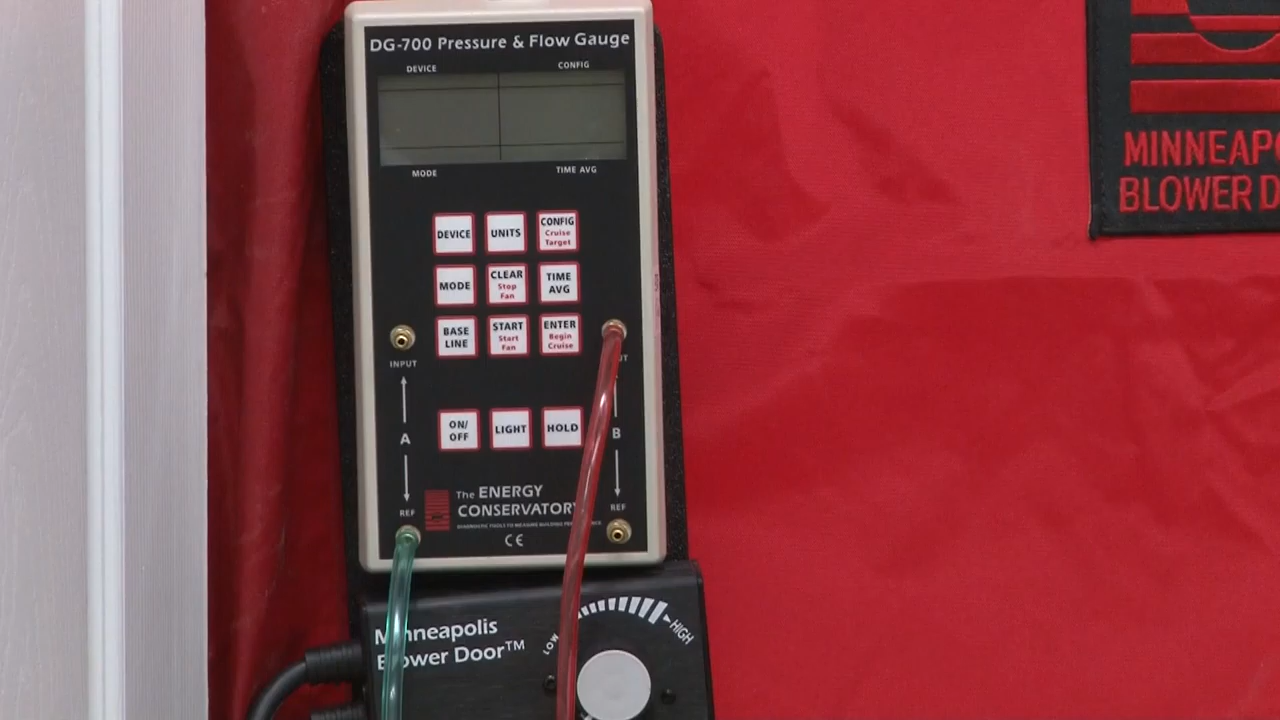 DG-700 Pressure & Flow Gauge
DEVICE CONFIG
MODE TIME AVG
DEVICE
UNITS
CONFIG
Cruise
Target
MODE
CLEAR
Stop
Fan
TIME
AVG
BASE
LINE
START
Start
Fan
ENTER
Begin
Cruise
INPUT
ON/
OFF
LIGHT
HOLD
A
B
REF
REF
The ENERGY
CONSERVATORY
DIAGNOSTIC TOOLS TO MEASURE BUILDING
CE
Minneapolis
Blower Door™
LOW
HIGH
MINNEAPO
BLOWER D